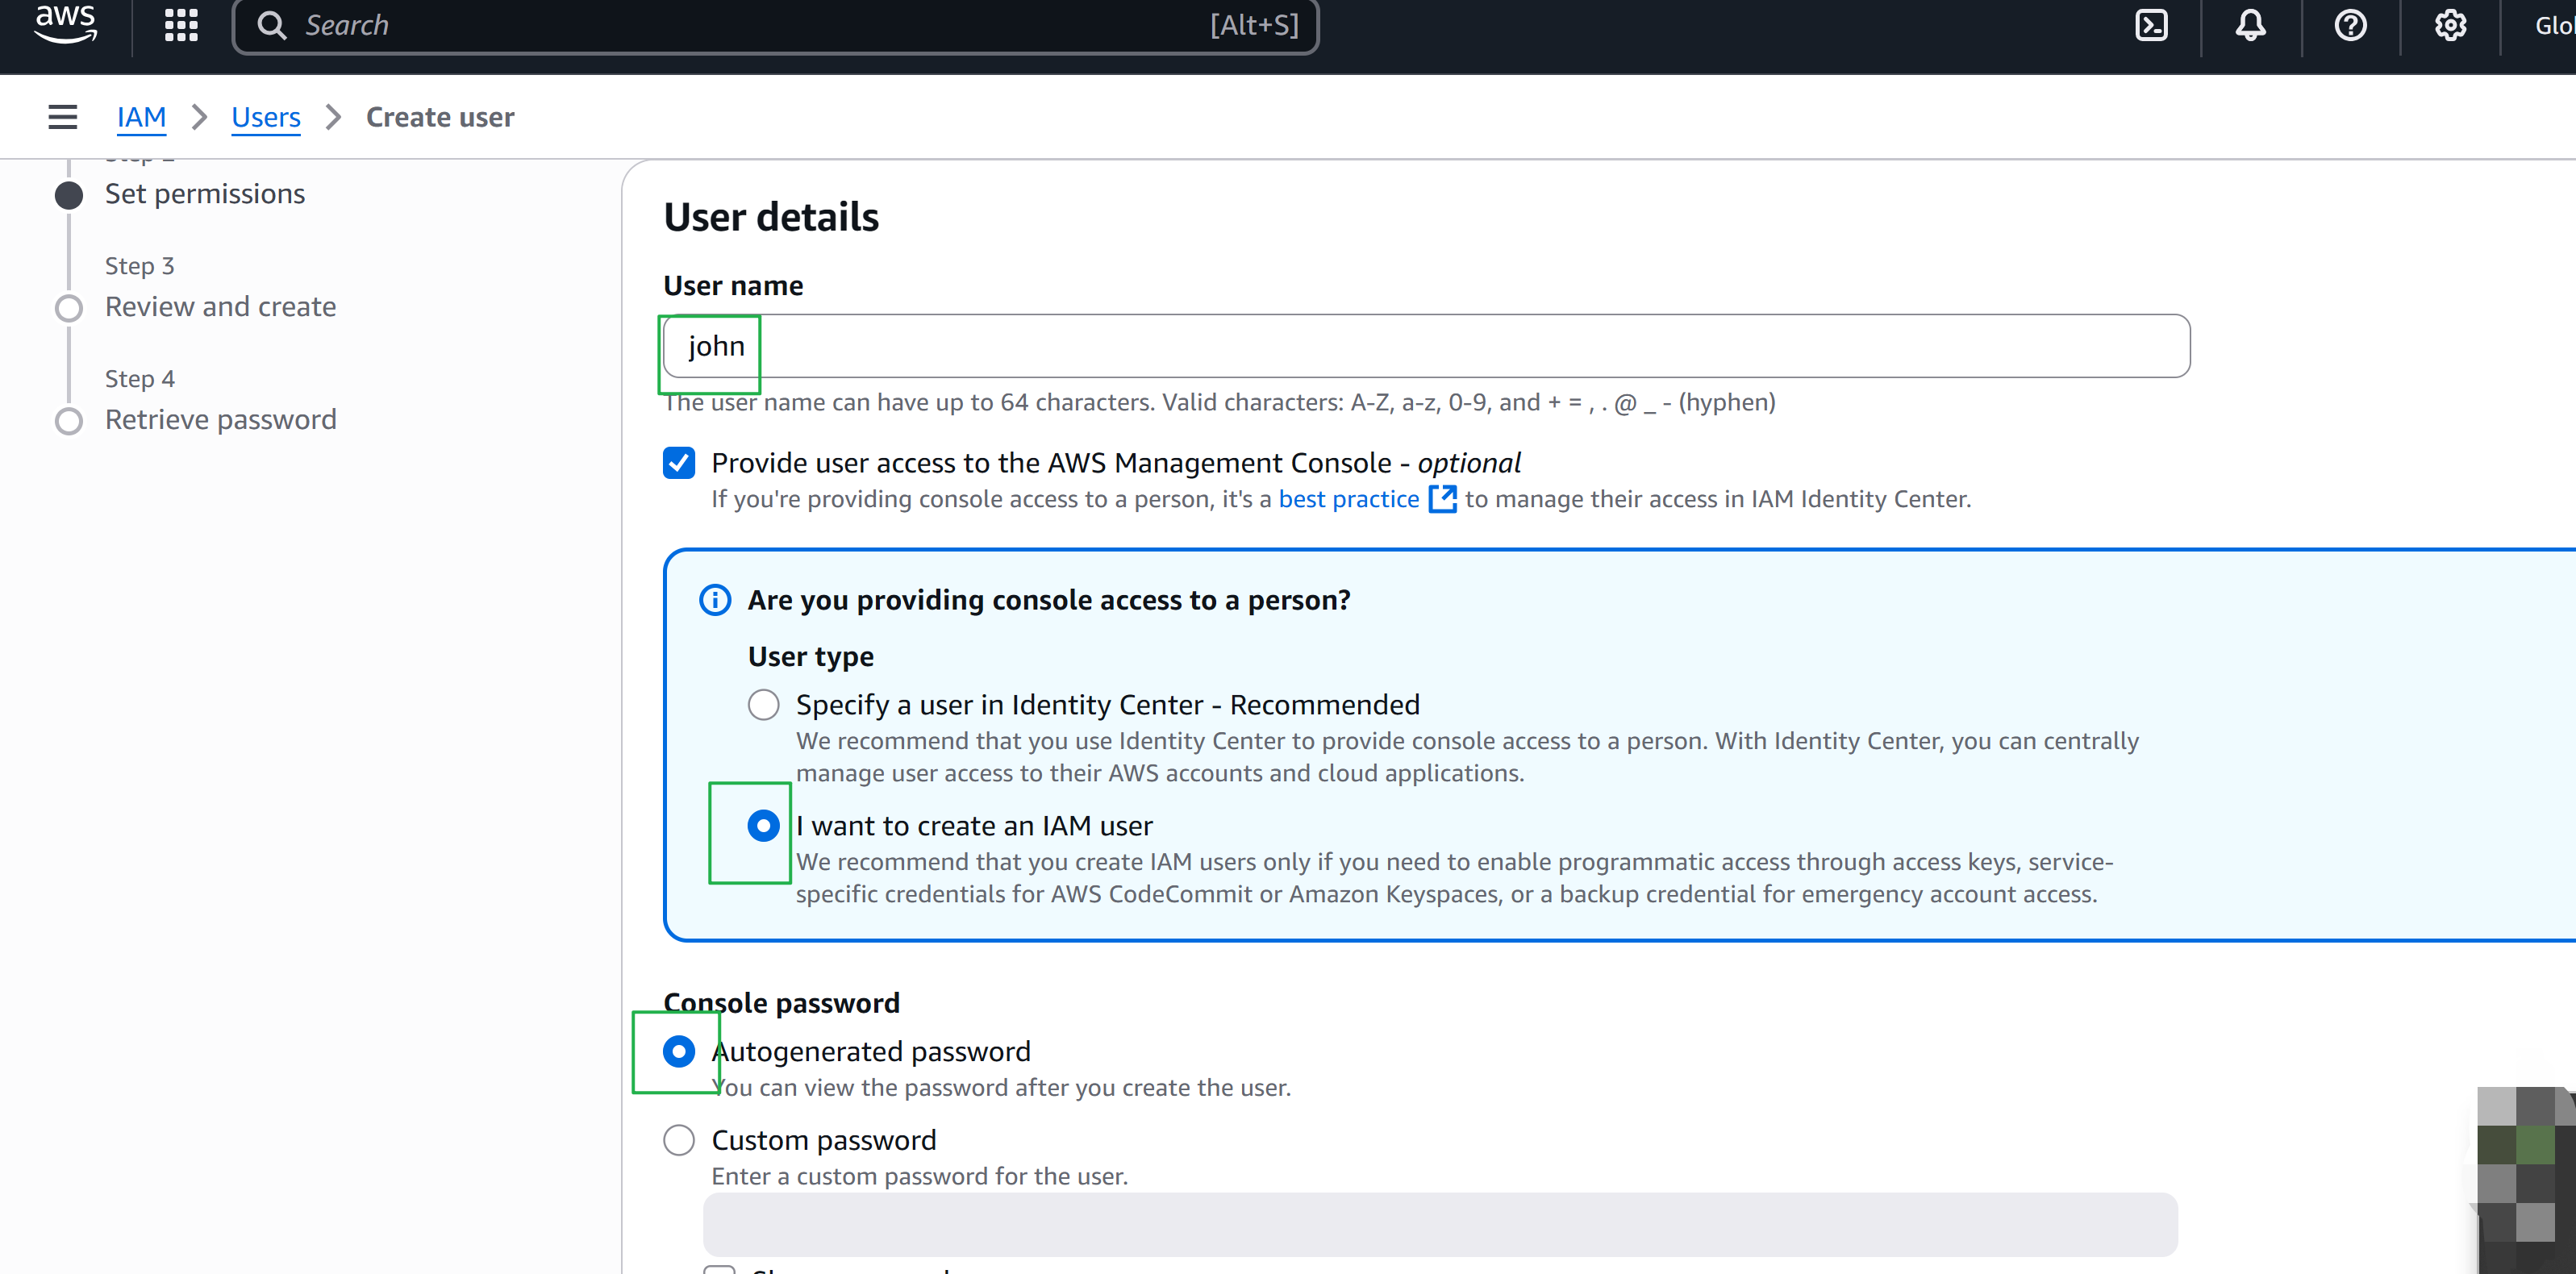 aws
Search
[Alt+S]
IAM
Users
Create user
Set permissions
Step 3
Review and create
Step 4
Retrieve password
User details
User name
john
The user name can have up to 64 characters. Valid characters: A-Z, a-z, 0-9, and + = , . @ _ - (hyphen)
Provide user access to the AWS Management Console - optional
If you're providing console access to a person, it's a best practice to manage their access in IAM Identity Center.
Are you providing console access to a person?
User type
Specify a user in Identity Center - Recommended
We recommend that you use Identity Center to provide console access to a person. With Identity Center, you can centrally
manage user access to their AWS accounts and cloud applications.
I want to create an IAM user
We recommend that you create IAM users only if you need to enable programmatic access through access keys, service-
specific credentials for AWS CodeCommit or Amazon Keyspaces, or a backup credential for emergency account access.
Console password
Autogenerated password
You can view the password after you create the user.
Custom password
Enter a custom password for the user.